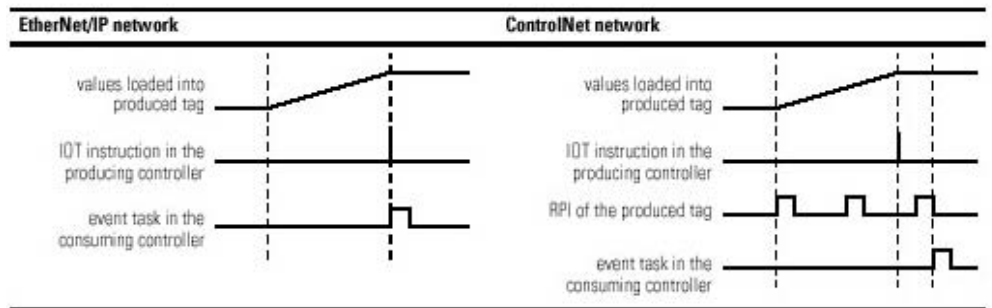 EtherNet/IP network
ControlNet network
values loaded into
produced tag
IOT instruction in the
producing controller
event task in the
consuming controller
values loaded into
produced tag
IOT instruction in the
producing controller
RPI of the produced tag
event task in the
consuming controller